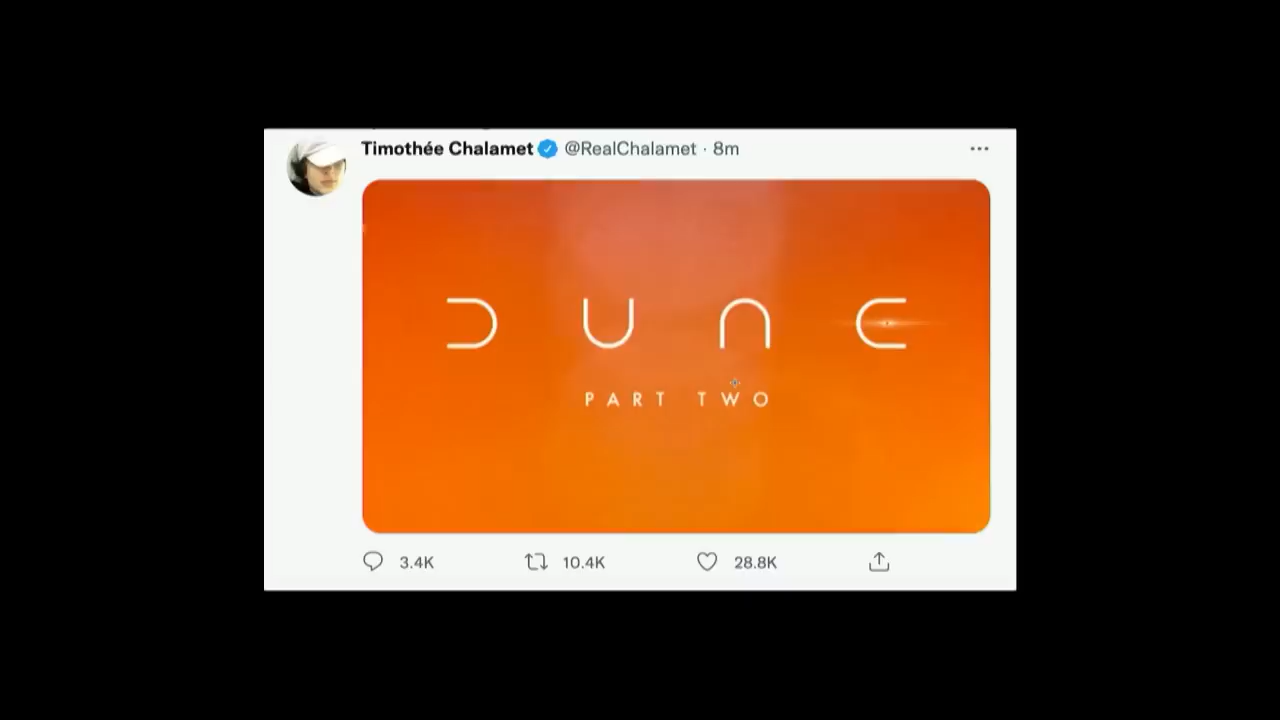 Timothée Chalamet @RealChalamet · 8m
DUNE
PART TWO
3.4K 10.4K 28.8K